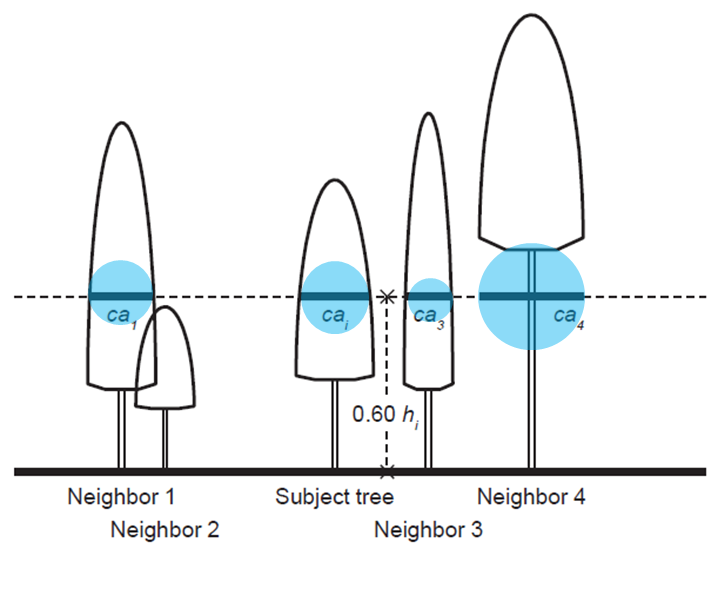 ca1
cai
ca3
ca4
0.60 hi
Neighbor 1
Subject tree
Neighbor 4
Neighbor 2
Neighbor 3